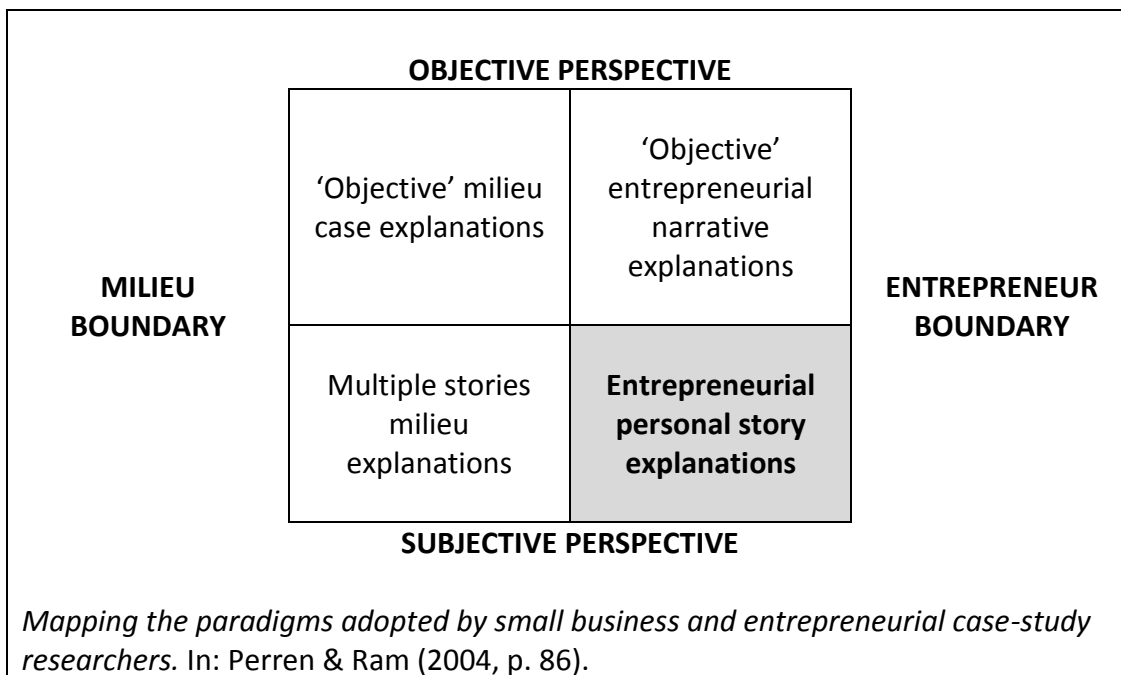 OBJECTIVE PERSPECTIVE
‘Objective’ milieu
case explanations
‘Objective’
entrepreneurial
narrative
explanations
MILIEU
BOUNDARY
ENTREPRENEUR
BOUNDARY
Multiple stories
milieu
explanations
Entrepreneurial
personal story
explanations
SUBJECTIVE PERSPECTIVE
Mapping the paradigms adopted by small business and entrepreneurial case-study
researchers. In: Perren & Ram (2004, p. 86).